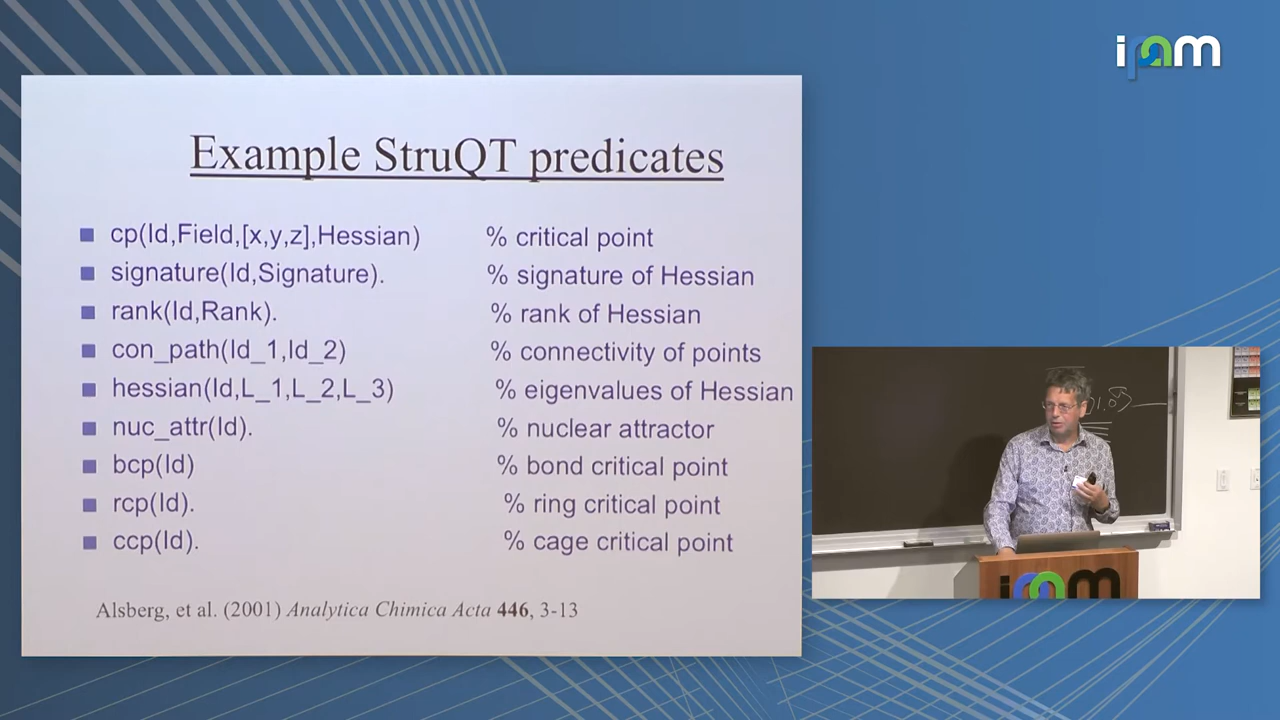 ipam
Example StruQT predicates
cp(Id,Field,[x,y,z],Hessian) % critical point
signature(Id,Signature). % signature of Hessian
rank(Id,Rank). % rank of Hessian
con_path(Id_1,Id_2) % connectivity of points
hessian(Id,L_1,L_2,L_3) % eigenvalues of Hessian
nuc_attr(Id). % nuclear attractor
bcp(Id) % bond critical point
rcp(Id). % ring critical point
ccp(Id). % cage critical point
Alsberg, et al. (2001) Analytica Chimica Acta 446, 3-13
ipam